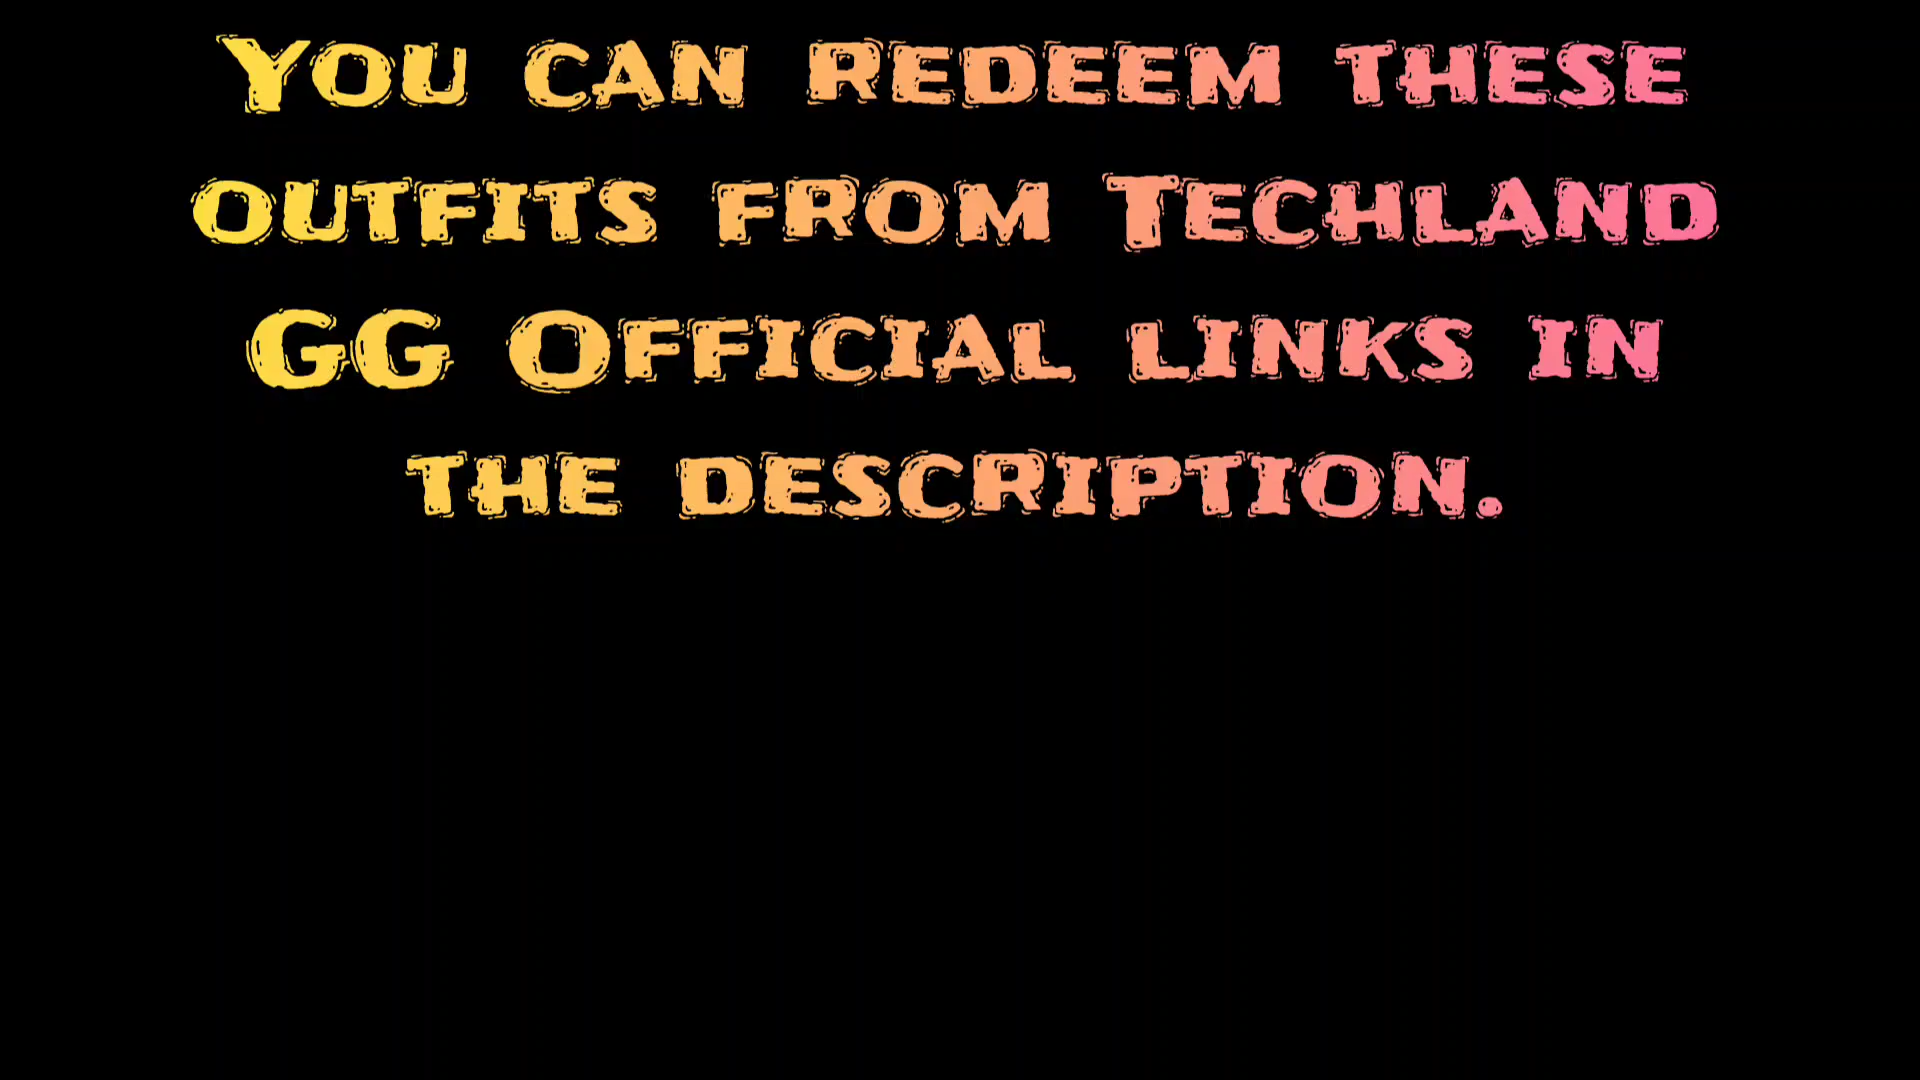 You can Redeem these
outfits from Techland
GG Official links in
the description.